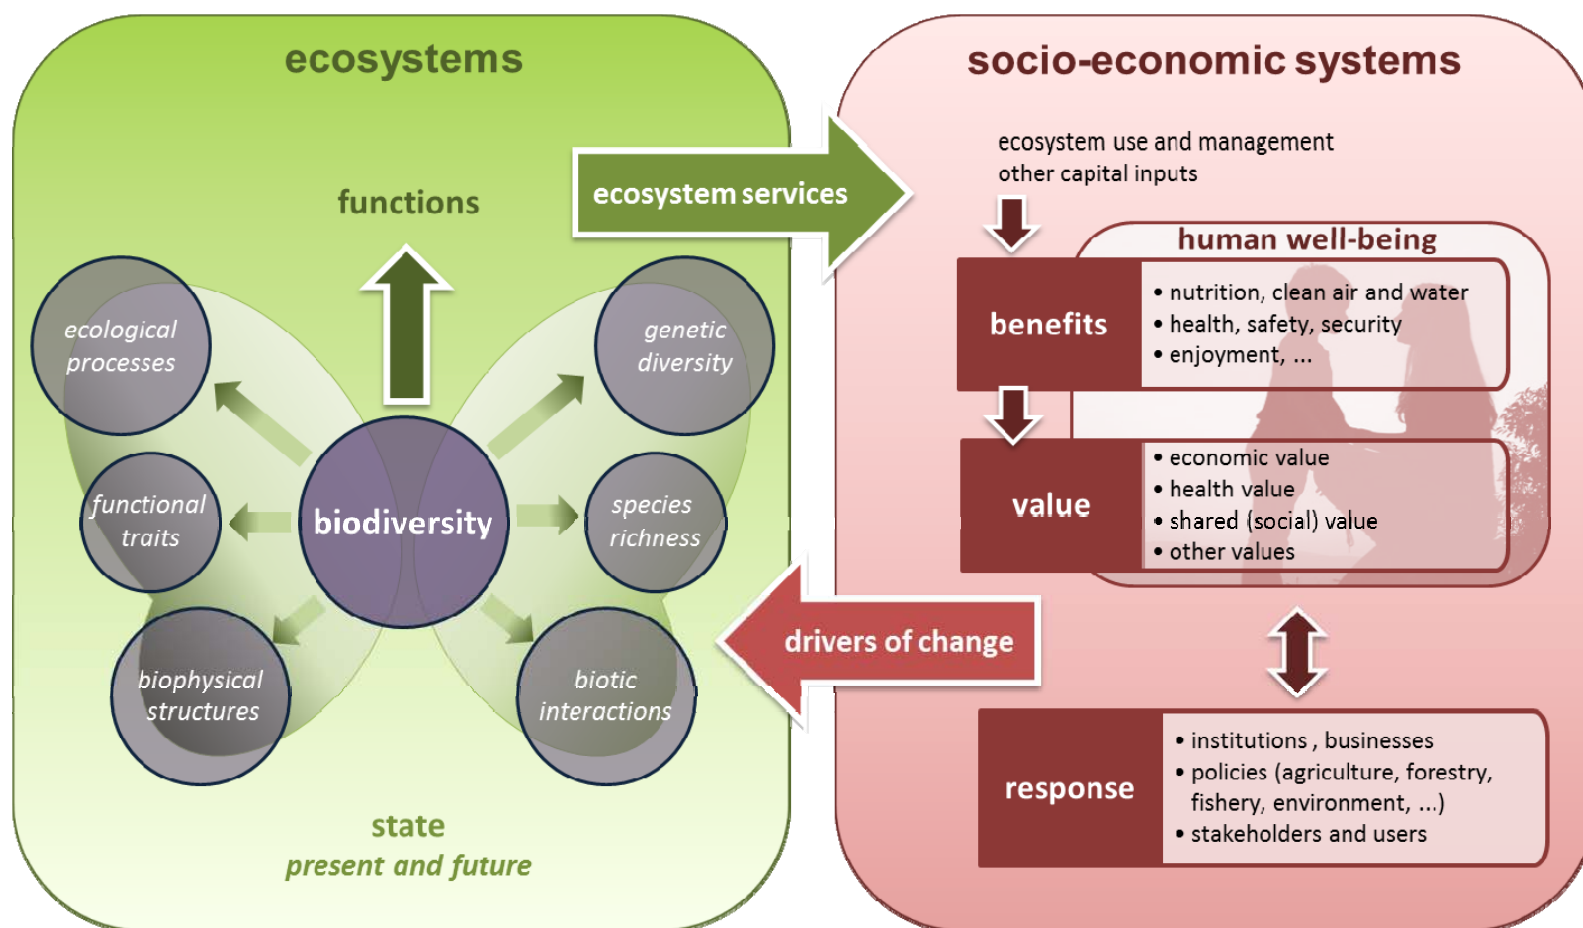 ecosystems
functions
ecosystem services
ecological
processes
genetic
diversity
functional
traits
biodiversity
species
richness
biophysical
structures
biotic
interactions
state
present and future
drivers of change
socio-economic systems
ecosystem use and management
other capital inputs
human well-being
benefits
• nutrition, clean air and water
• health, safety, security
• enjoyment, ...
value
• economic value
• health value
• shared (social) value
• other values
response
• institutions , businesses
• policies (agriculture, forestry,
fishery, environment, ...)
• stakeholders and users